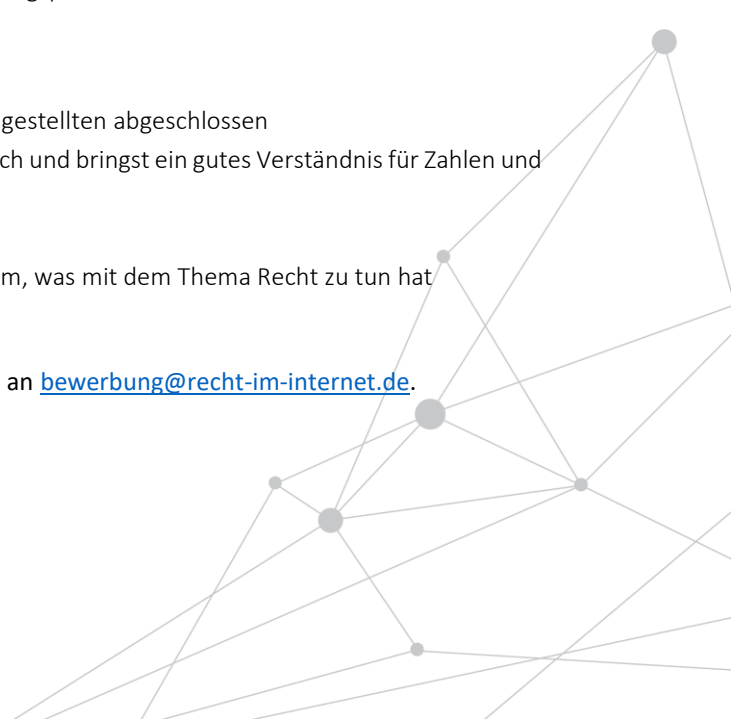 gestellten abgeschlossen
ch und bringst ein gutes Verständnis für Zahlen und
m, was mit dem Thema Recht zu tun hat
an bewerbung@recht-im-internet.de.